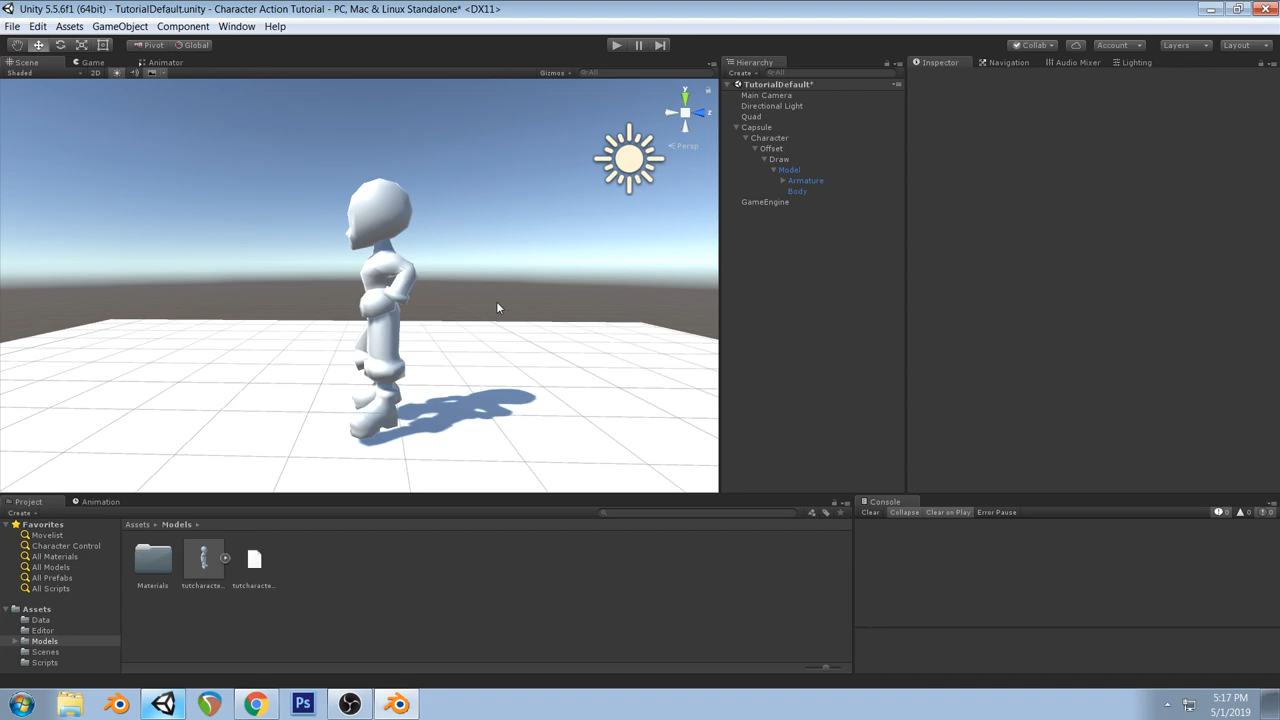 Unity 5.5.6f1 (64bit) - TutorialDefault.unity - Character Action Tutorial - PC, Mac & Linux Standalone* <DX11>
File Edit Assets GameObject Component Window Help
Pivot Global Collab Account Layers Layout
Scene Game Animator Hierarchy Inspector Navigation Audio Mixer Lighting
Shaded 2D Gizmos All Create All
TutorialDefault*
Main Camera
Directional Light
Quad
Capsule
Character
Offset
Draw
Model
Armature
Body
GameEngine
y
z
Persp
Project Animation Console
Create Clear Collapse Clear on Play Error Pause 0 0 0
Favorites
Movelist
Character Control
All Materials
All Models
All Prefabs
All Scripts
Assets
Data
Editor
Models
Scenes
Scripts
Assets Models
Materials tutcharacte... tutcharacte...
Ps
5:17 PM
5/1/2019